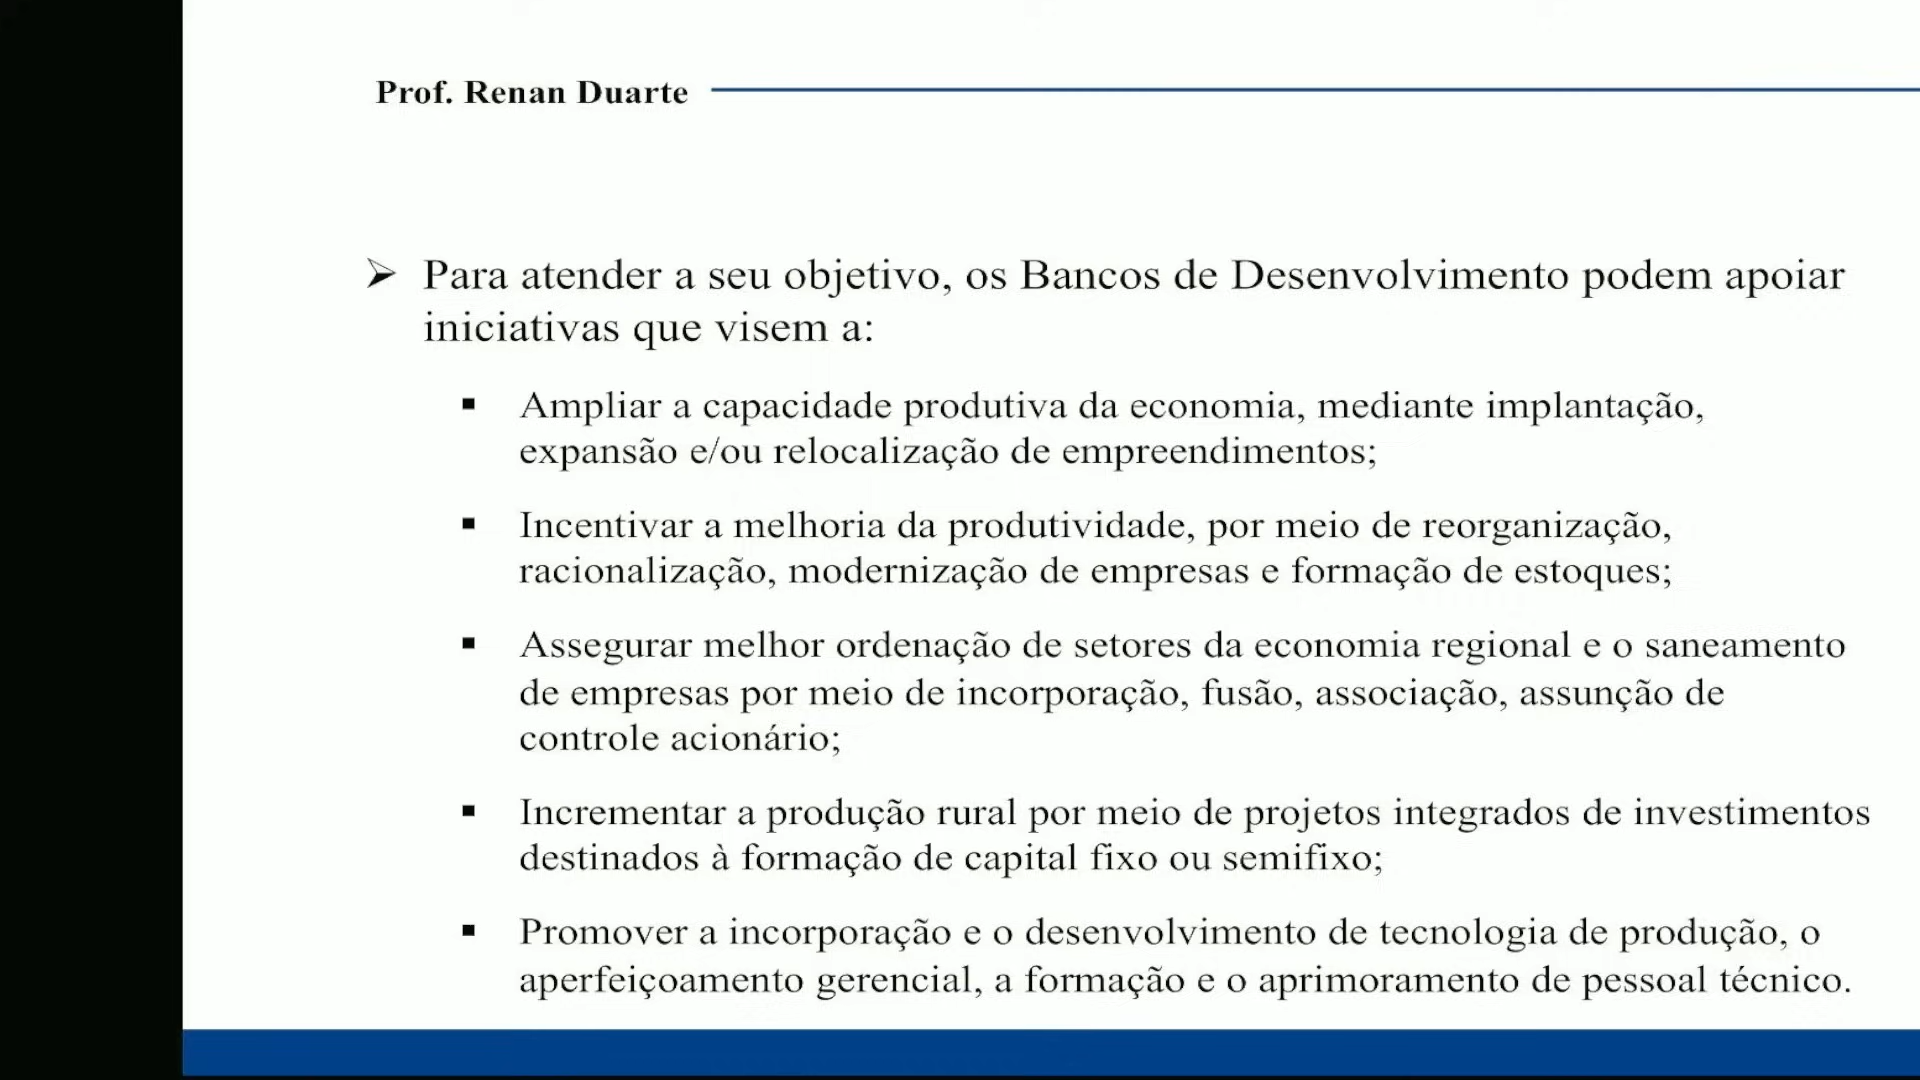 Prof. Renan Duarte
➢ Para atender a seu objetivo, os Bancos de Desenvolvimento podem apoiar
iniciativas que visem a:
▪ Ampliar a capacidade produtiva da economia, mediante implantação,
expansão e/ou relocalização de empreendimentos;
▪ Incentivar a melhoria da produtividade, por meio de reorganização,
racionalização, modernização de empresas e formação de estoques;
▪ Assegurar melhor ordenação de setores da economia regional e o saneamento
de empresas por meio de incorporação, fusão, associação, assunção de
controle acionário;
▪ Incrementar a produção rural por meio de projetos integrados de investimentos
destinados à formação de capital fixo ou semifixo;
▪ Promover a incorporação e o desenvolvimento de tecnologia de produção, o
aperfeiçoamento gerencial, a formação e o aprimoramento de pessoal técnico.